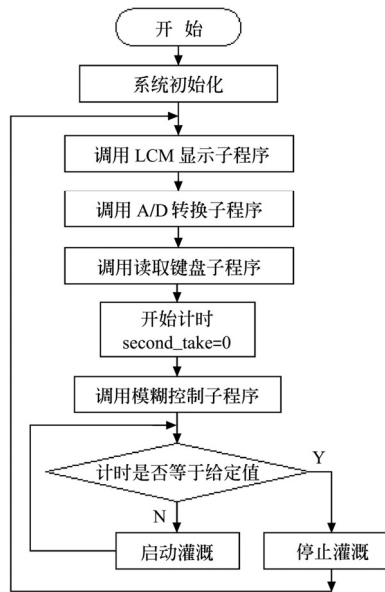 开 始
系统初始化
调用 LCM 显示子程序
调用 A/D 转换子程序
调用读取键盘子程序
开始计时
second_take=0
调用模糊控制子程序
计时是否等于给定值
Y
N
启动灌溉
停止灌溉